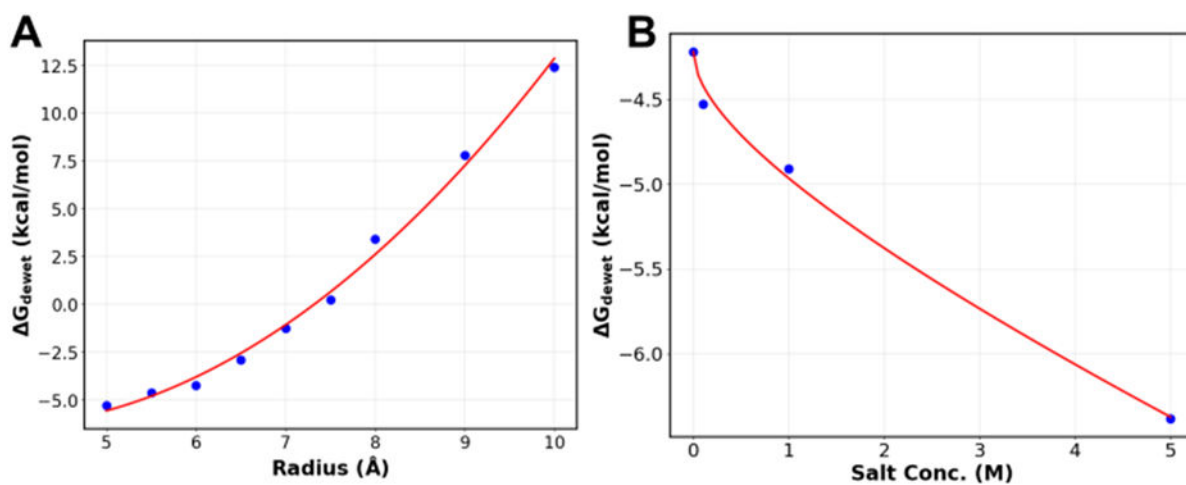 A
12.5
10.0
7.5
5.0
2.5
0.0
−2.5
−5.0
ΔG_dewet (kcal/mol)
5 6 7 8 9 10
Radius (Å)
B
−4.5
−5.0
−5.5
−6.0
ΔG_dewet (kcal/mol)
0 1 2 3 4 5
Salt Conc. (M)